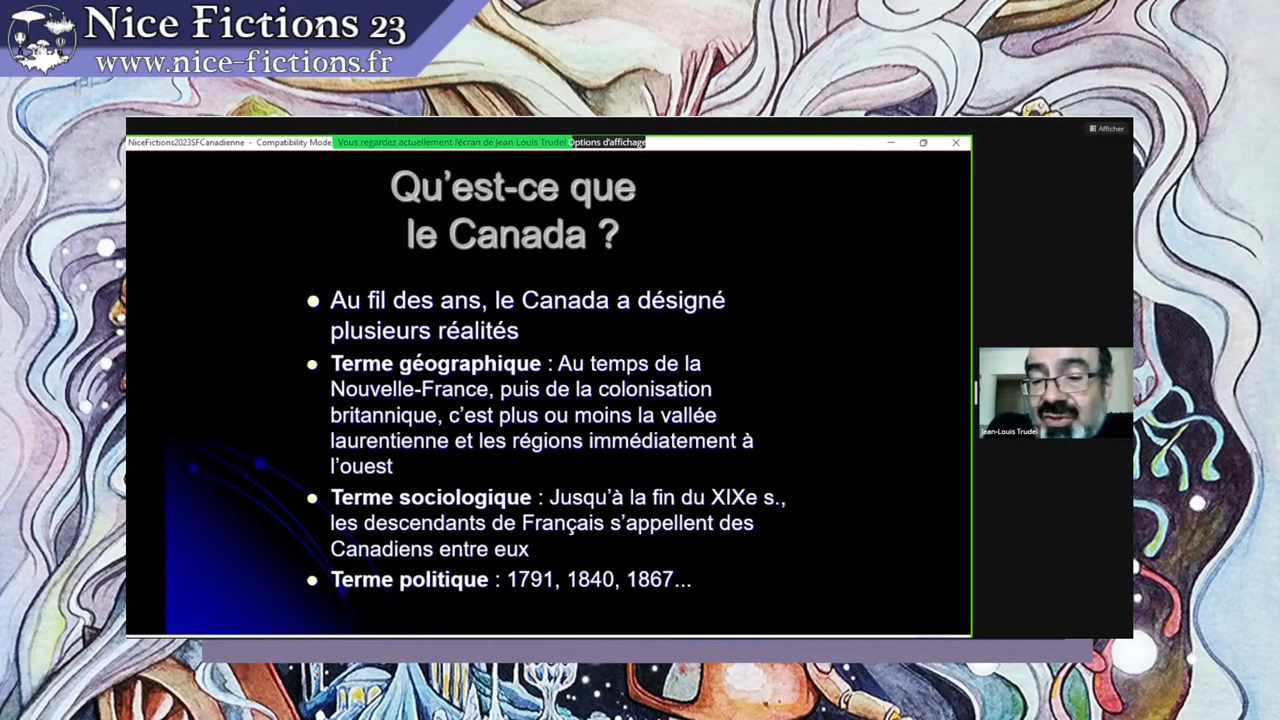 Nice Fictions 23
www.nice-fictions.fr
Afficher
NiceFictions2023SFCanadienne - Compatibility Mode
Vous regardez actuellement l'écran de Jean-Louis Trudel
Options d'affichage
Qu'est-ce que
le Canada ?
Au fil des ans, le Canada a désigné
plusieurs réalités
Terme géographique : Au temps de la
Nouvelle-France, puis de la colonisation
britannique, c'est plus ou moins la vallée
laurentienne et les régions immédiatement à
l'ouest
Terme sociologique : Jusqu'à la fin du XIXe s.,
les descendants de Français s'appellent des
Canadiens entre eux
Terme politique : 1791, 1840, 1867...
Jean-Louis Trudel